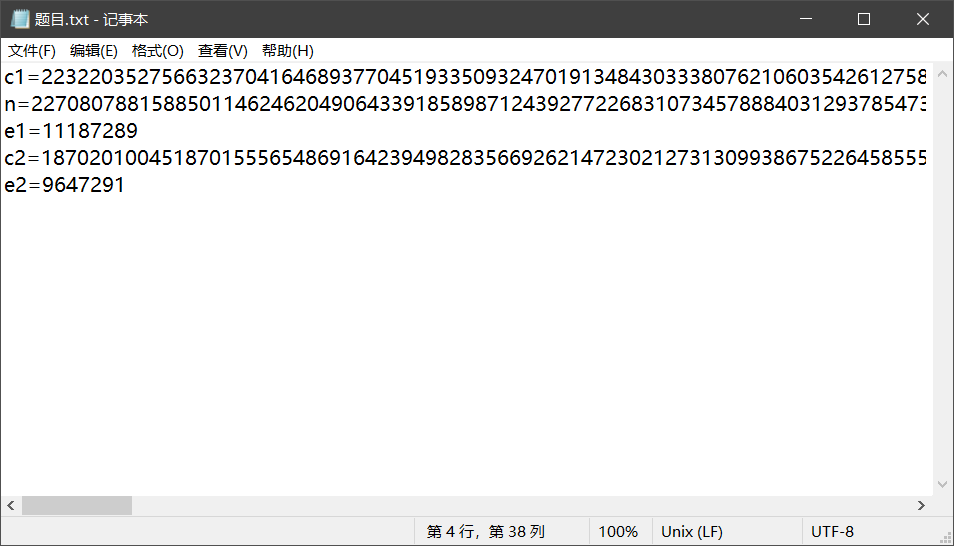 题目.txt - 记事本
文件(F) 编辑(E) 格式(O) 查看(V) 帮助(H)
c1=22322035275663237041646893770451933509324701913484303338076210603542612758
n=227080788158850114624620490643391858987124392772268310734578884031293785473
e1=11187289
c2=18702010045187015556548691642394982835669262147230212731309938675226458555
e2=9647291
第 4 行，第 38 列 100% Unix (LF) UTF-8